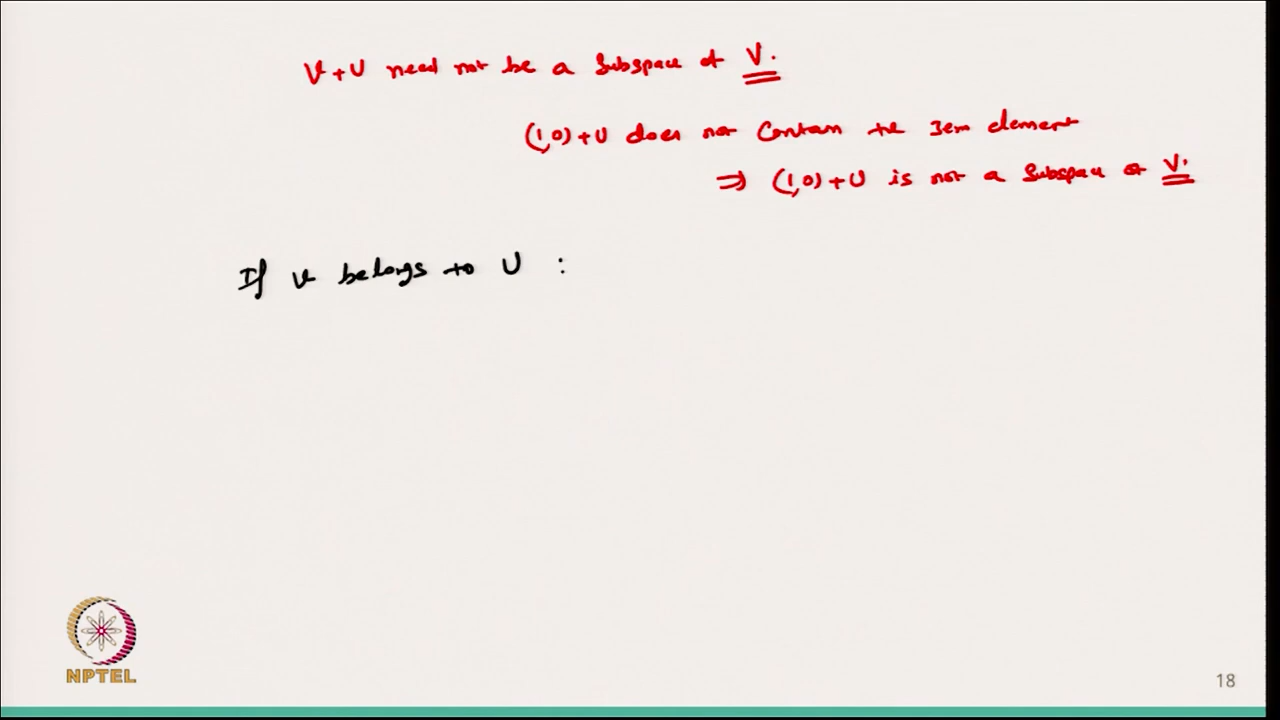 v + U need not be a subspace of V.
(1,0) + U does not contain the zero element
⇒ (1,0) + U is not a subspace of V.
If v belongs to U :
NPTEL
18